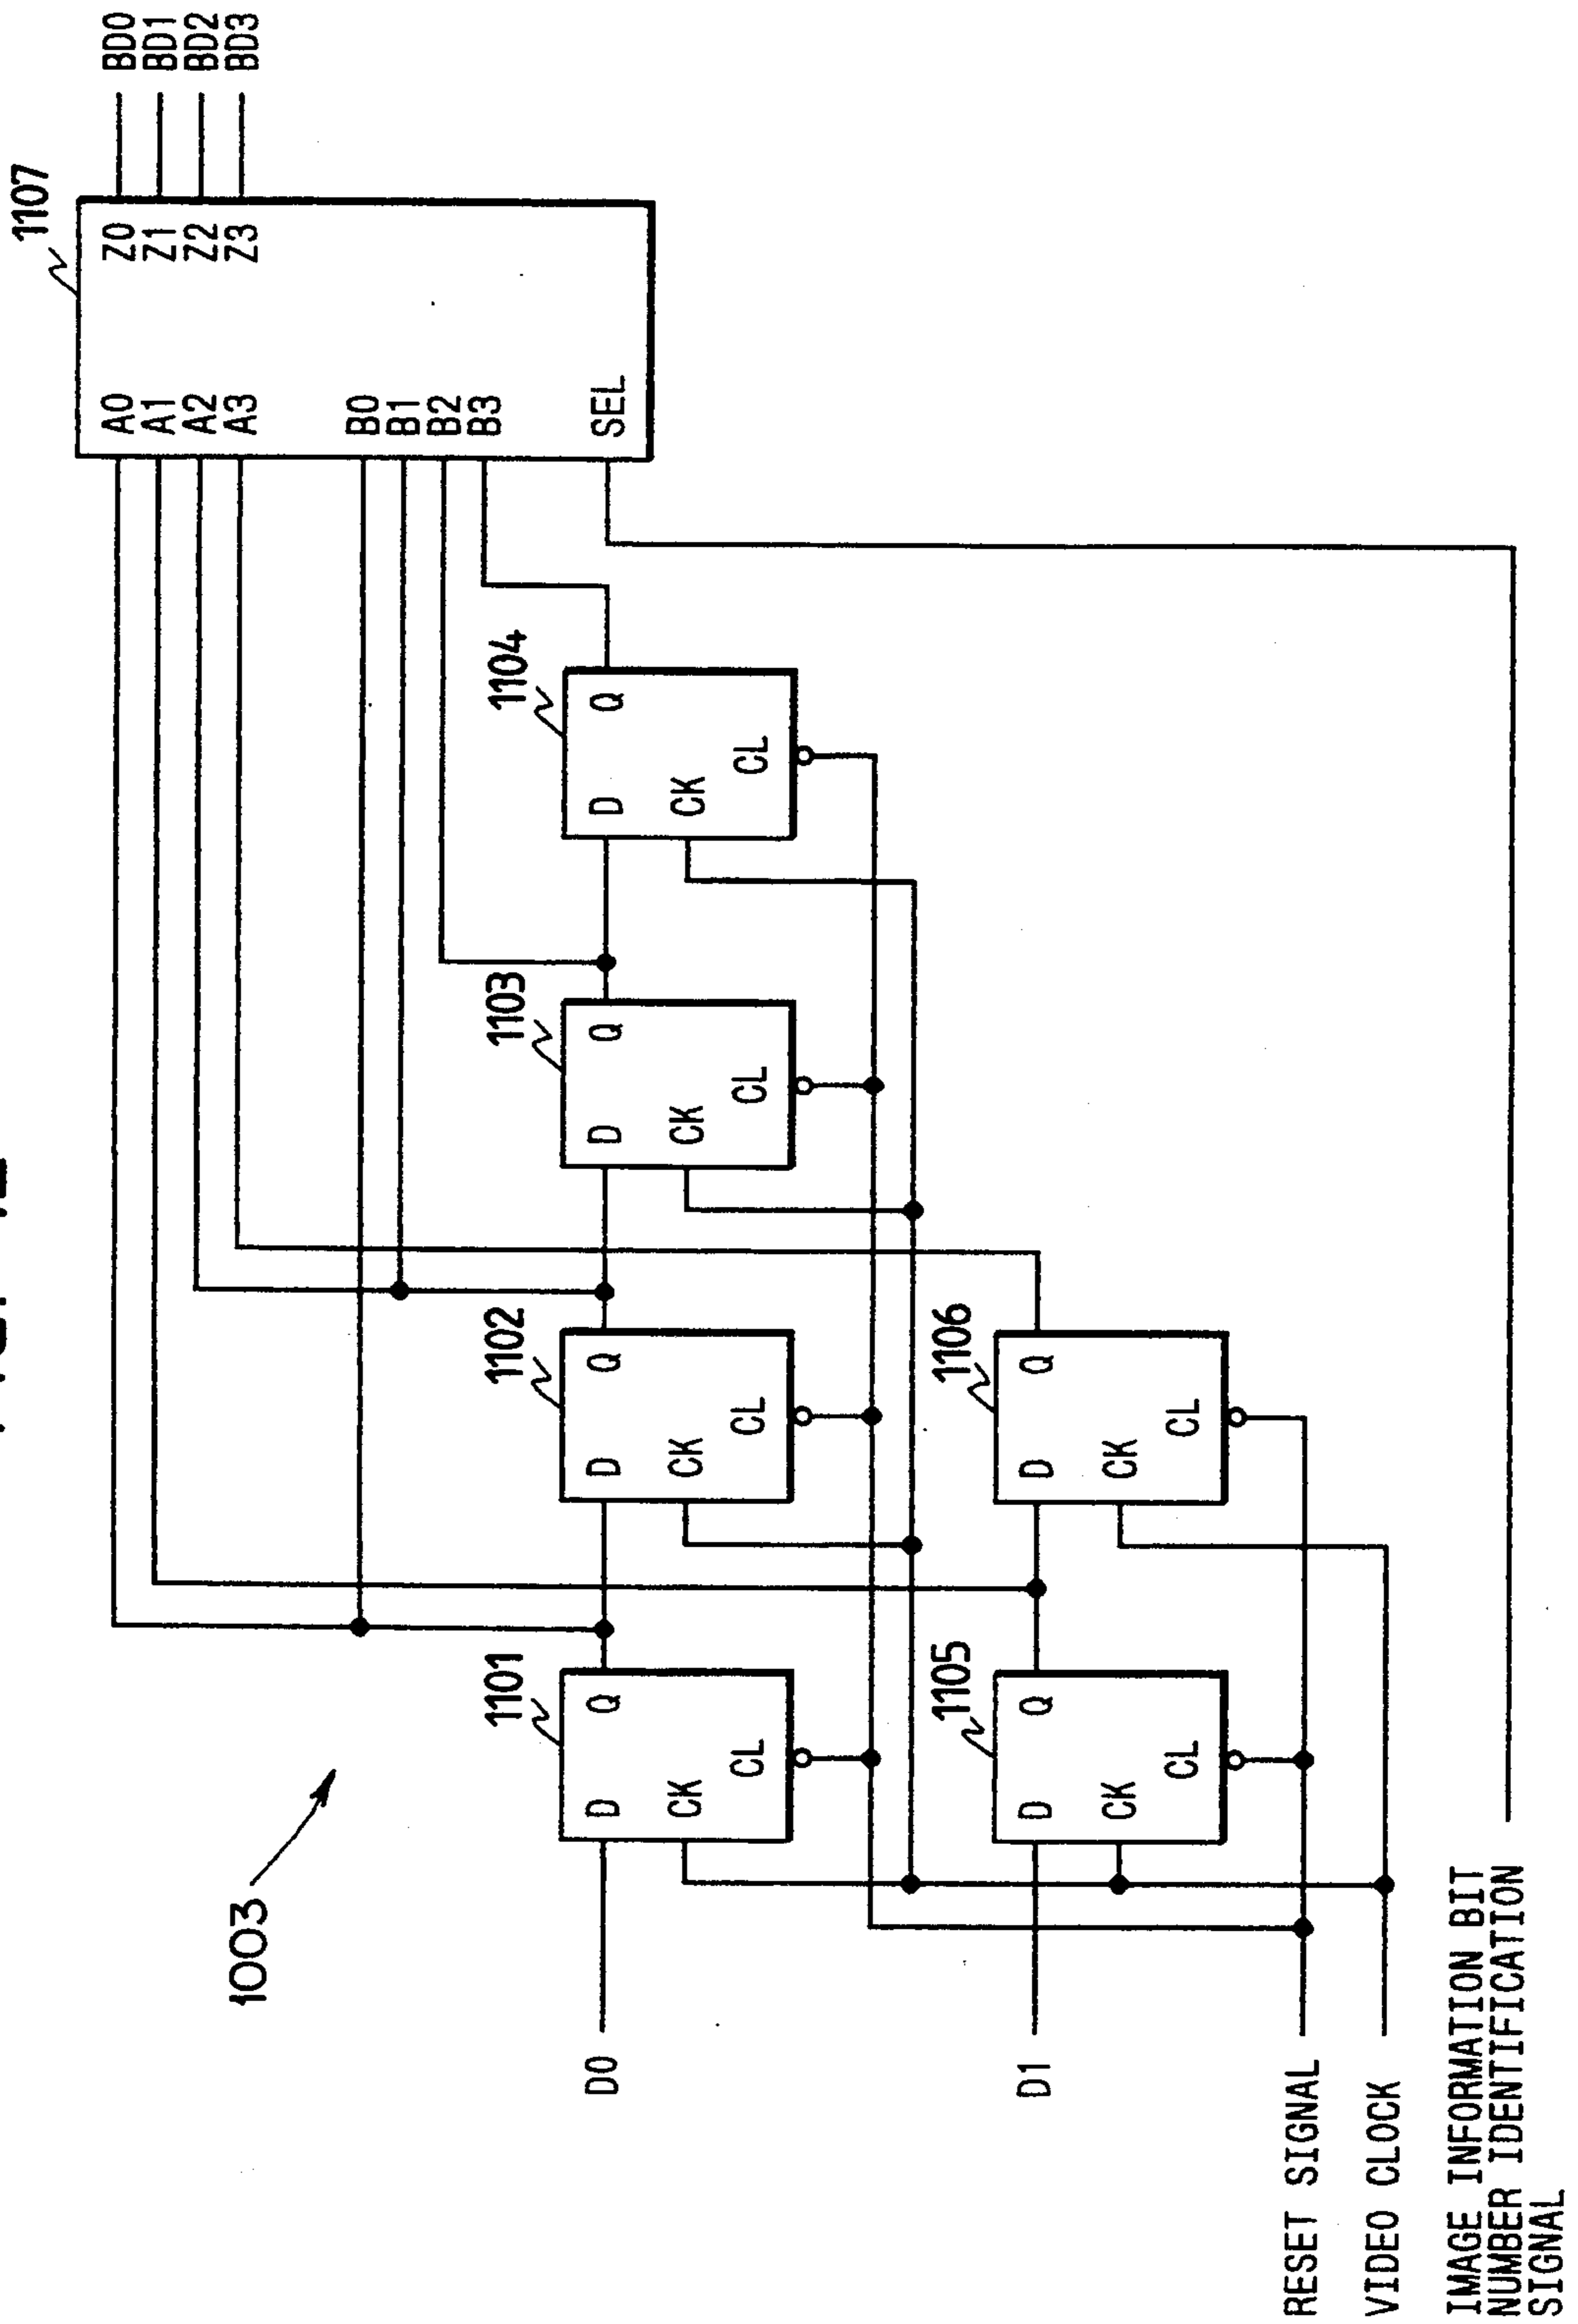 1003
1107
A0
A1
A2
A3
B0
B1
B2
B3
SEL
Z0
Z1
Z2
Z3
BD0
BD1
BD2
BD3
1101
D
Q
CK
CL
1102
D
Q
CK
CL
1103
D
Q
CK
CL
1104
D
Q
CK
CL
1105
D
Q
CK
CL
1106
D
Q
CK
CL
D0
D1
RESET SIGNAL
VIDEO CLOCK
IMAGE INFORMATION BIT
NUMBER IDENTIFICATION
SIGNAL